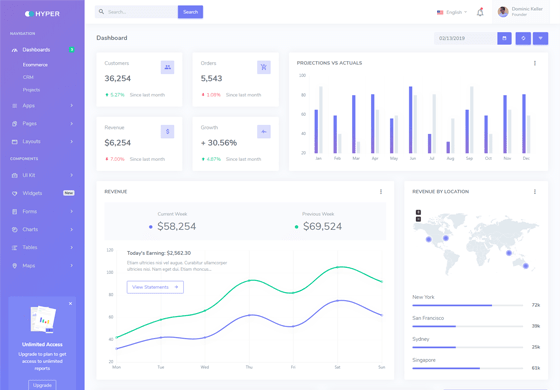 HYPER
Search...
Search
English
Dominic Keller
Founder
NAVIGATION
Dashboards
Ecommerce
CRM
Projects
Apps
Pages
Layouts
COMPONENTS
UI Kit
Widgets
New
Forms
Charts
Tables
Maps
Unlimited Access
Upgrade to plan to get
access to unlimited
reports
Upgrade
Dashboard
02/13/2019
Customers
36,254
5.27% Since last month
Orders
5,543
1.08% Since last month
Revenue
$6,254
7.00% Since last month
Growth
+ 30.56%
4.87% Since last month
PROJECTIONS VS ACTUALS
100
80
60
40
20
Jan Feb Mar Apr May Jun Jul Aug Sep Oct Nov Dec
REVENUE
Current Week
$58,254
Previous Week
$69,524
Today's Earning: $2,562.30
Etiam ultricies nisi vel augue. Curabitur ullamcorper
ultricies nisi. Nam eget dui. Etiam rhoncus...
View Statements
120
100
80
60
40
20
Mon Tue Wed Thu Fri Sat Sun
REVENUE BY LOCATION
+
-
New York
72k
San Francisco
39k
Sydney
25k
Singapore
61k